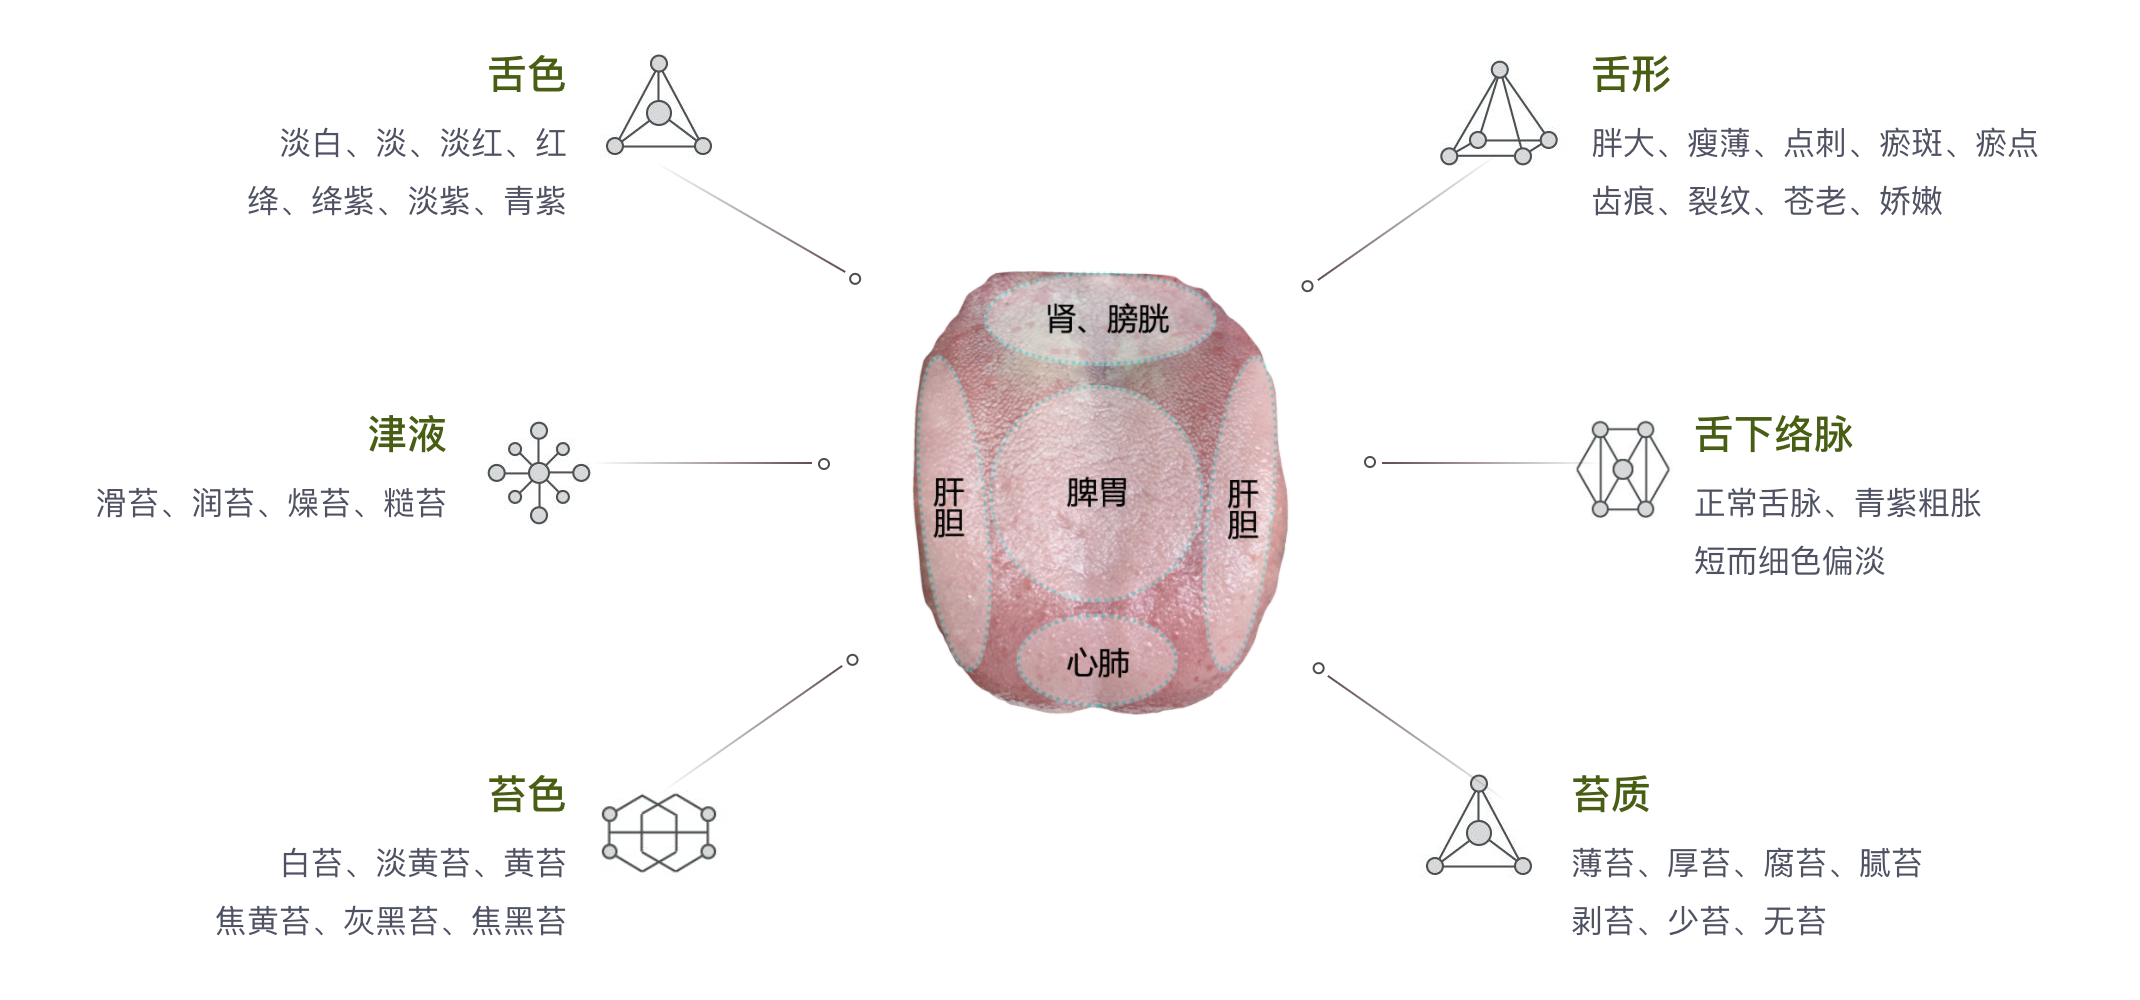 舌色
淡白、淡、淡红、红
绛、绛紫、淡紫、青紫
舌形
胖大、瘦薄、点刺、瘀斑、瘀点
齿痕、裂纹、苍老、娇嫩
津液
滑苔、润苔、燥苔、糙苔
肾、膀胱
肝
胆
脾胃
肝
胆
心肺
舌下络脉
正常舌脉、青紫粗胀
短而细色偏淡
苔色
白苔、淡黄苔、黄苔
焦黄苔、灰黑苔、焦黑苔
苔质
薄苔、厚苔、腐苔、腻苔
剥苔、少苔、无苔